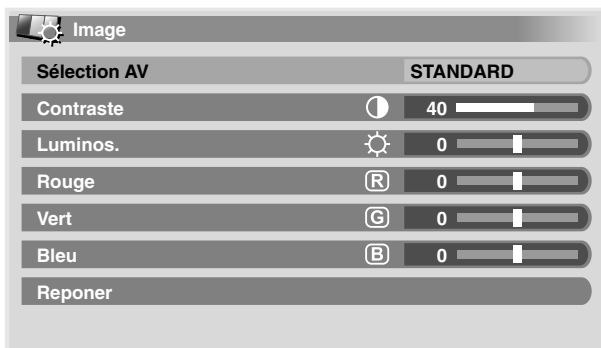 Image
Sélection AV STANDARD
Contraste 40
Luminos. 0
Rouge R 0
Vert G 0
Bleu B 0
Reponer